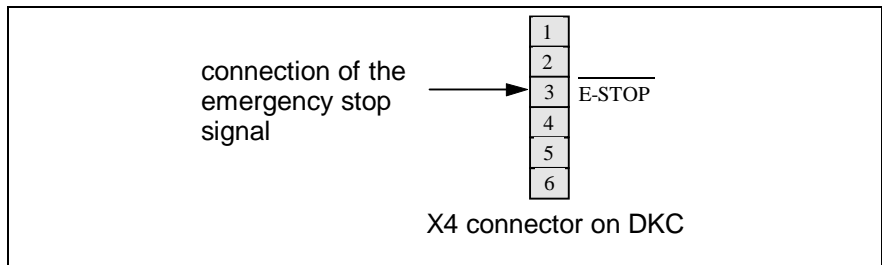 connection of the
emergency stop
signal
1
2
3
4
5
6
E-STOP
X4 connector on DKC